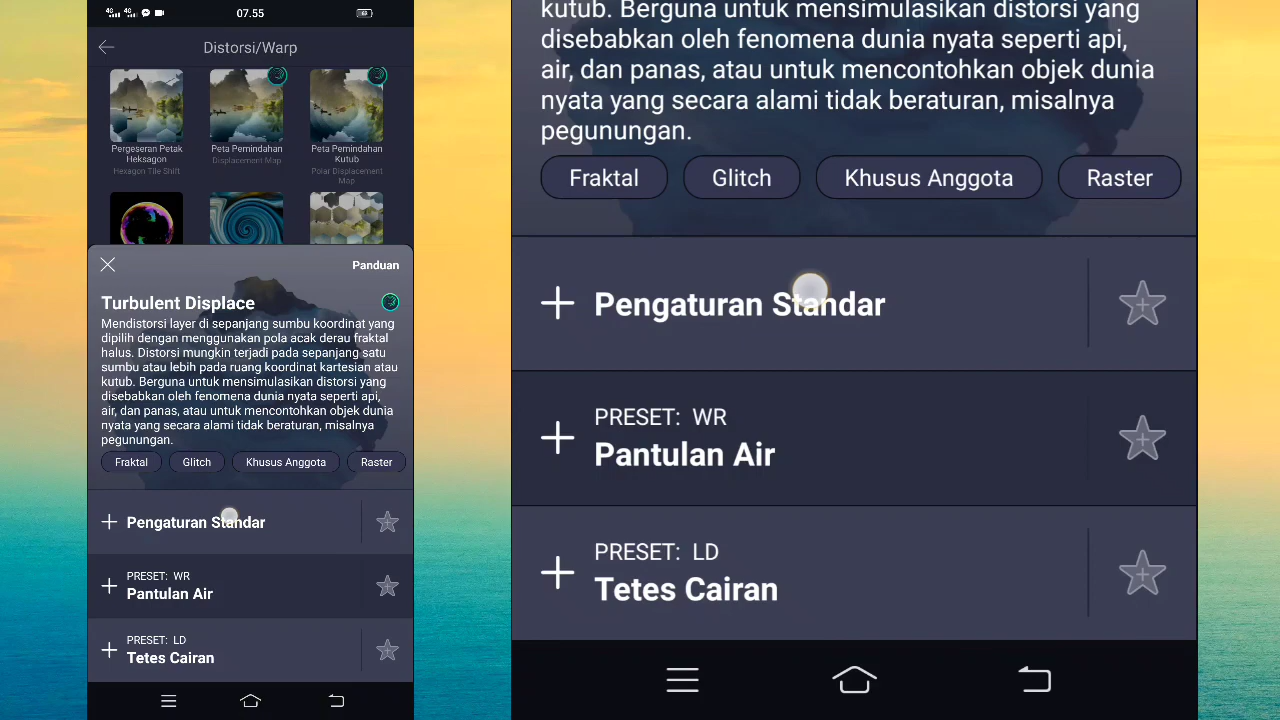 07.55
Distorsi/Warp
Pergeseran Petak
Heksagon
Hexagon Tile Shift
Peta Pemindahan
Displacement Map
Peta Pemindahan
Kutub
Polar Displacement
Map
Panduan
Turbulent Displace
Mendistorsi layer di sepanjang sumbu koordinat yang
dipilih dengan menggunakan pola acak derau fraktal
halus. Distorsi mungkin terjadi pada sepanjang satu
sumbu atau lebih pada ruang koordinat kartesian atau
kutub. Berguna untuk mensimulasikan distorsi yang
disebabkan oleh fenomena dunia nyata seperti api,
air, dan panas, atau untuk mencontohkan objek dunia
nyata yang secara alami tidak beraturan, misalnya
pegunungan.
Fraktal Glitch Khusus Anggota Raster
Pengaturan Standar
PRESET: WR
Pantulan Air
PRESET: LD
Tetes Cairan
kutub. Berguna untuk mensimulasikan distorsi yang
disebabkan oleh fenomena dunia nyata seperti api,
air, dan panas, atau untuk mencontohkan objek dunia
nyata yang secara alami tidak beraturan, misalnya
pegunungan.
Fraktal Glitch Khusus Anggota Raster
Pengaturan Standar
PRESET: WR
Pantulan Air
PRESET: LD
Tetes Cairan